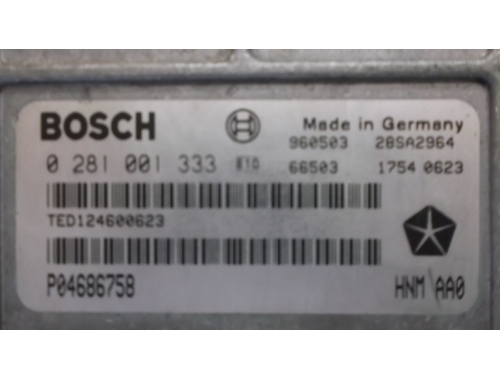 BOSCH Made in Germany
960503 28SA2964
0 281 001 333 66503 1754 0623
TED124600623
P04686758 HNM AA0